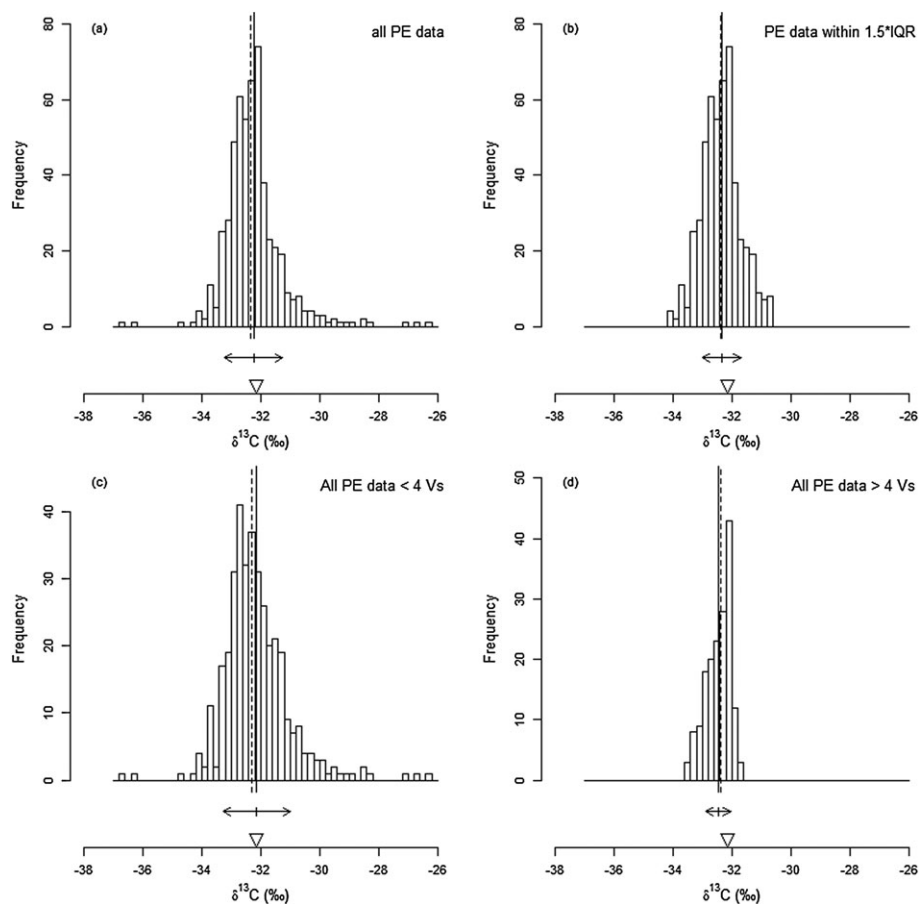 (a) all PE data
Frequency
80
60
40
20
0
-38 -36 -34 -32 -30 -28 -26
δ13C (‰)
(b) PE data within 1.5*IQR
Frequency
80
60
40
20
0
-38 -36 -34 -32 -30 -28 -26
δ13C (‰)
(c) All PE data < 4 Vs
Frequency
40
30
20
10
0
-38 -36 -34 -32 -30 -28 -26
δ13C (‰)
(d) All PE data > 4 Vs
Frequency
50
40
30
20
10
0
-38 -36 -34 -32 -30 -28 -26
δ13C (‰)